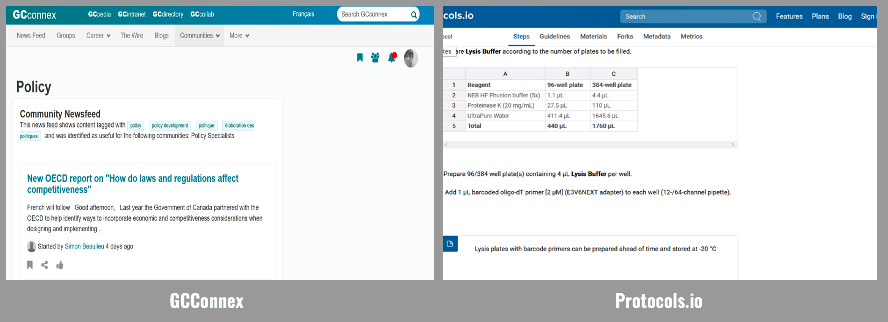 GCconnex
GCpedia GCintranet GCdirectory GCcollab
Search GCconnex
News Feed Groups Career The Wire Blogs Communities More
Policy
Community Newsfeed
This news feed shows content tagged with policy policy development politique élaboration des
politiques and was identified as useful for the following communities: Policy Specialists
New OECD report on "How do laws and regulations affect
competitiveness"
French will follow Good afternoon, Last year the Government of Canada partnered with the
OECD to help identify ways to incorporate economic and competitiveness considerations when
designing and implementing...
Started by Simon Beaulieu 4 days ago
GCConnex
cols.io
Search
Features Plans Blog Sign i
ocol
Steps Guidelines Materials Forks Metadata Metrics
tes are Lysis Buffer according to the number of plates to be filled.
A B C
1 Reagent 96-well plate 384-well plate
2 NEB HF Phusion buffer (5x) 1.1 µL 4.4 µL
3 Proteinase K (20 mg/mL) 27.5 µL 110 µL
4 UltraPure Water 411.4 µL 1645.6 µL
5 Total 440 µL 1760 µL
Prepare 96/384 well plate(s) containing 4 µL Lysis Buffer per well.
Add 1 µL barcoded oligo-dT primer [2 µM] (E3V6NEXT adapter) to each well (12-/64-channel pipette).
Lysis plates with barcode primers can be prepared ahead of time and stored at -20 °C
Protocols.io